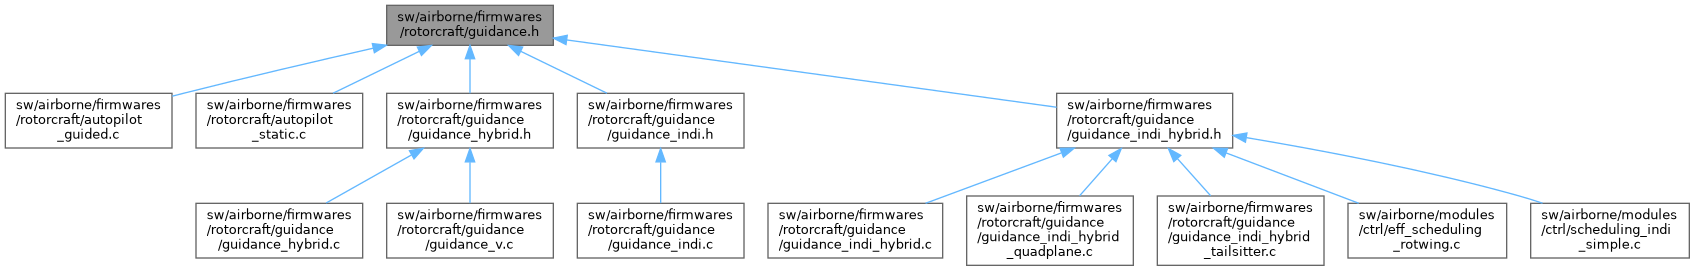 sw/airborne/firmwares
/rotorcraft/guidance.h
sw/airborne/firmwares
/rotorcraft/autopilot
_guided.c
sw/airborne/firmwares
/rotorcraft/autopilot
_static.c
sw/airborne/firmwares
/rotorcraft/guidance
/guidance_hybrid.h
sw/airborne/firmwares
/rotorcraft/guidance
/guidance_indi.h
sw/airborne/firmwares
/rotorcraft/guidance
/guidance_indi_hybrid.h
sw/airborne/firmwares
/rotorcraft/guidance
/guidance_hybrid.c
sw/airborne/firmwares
/rotorcraft/guidance
/guidance_v.c
sw/airborne/firmwares
/rotorcraft/guidance
/guidance_indi.c
sw/airborne/firmwares
/rotorcraft/guidance
/guidance_indi_hybrid.c
sw/airborne/firmwares
/rotorcraft/guidance
/guidance_indi_hybrid
_quadplane.c
sw/airborne/firmwares
/rotorcraft/guidance
/guidance_indi_hybrid
_tailsitter.c
sw/airborne/modules
/ctrl/eff_scheduling
_rotwing.c
sw/airborne/modules
/ctrl/scheduling_indi
_simple.c